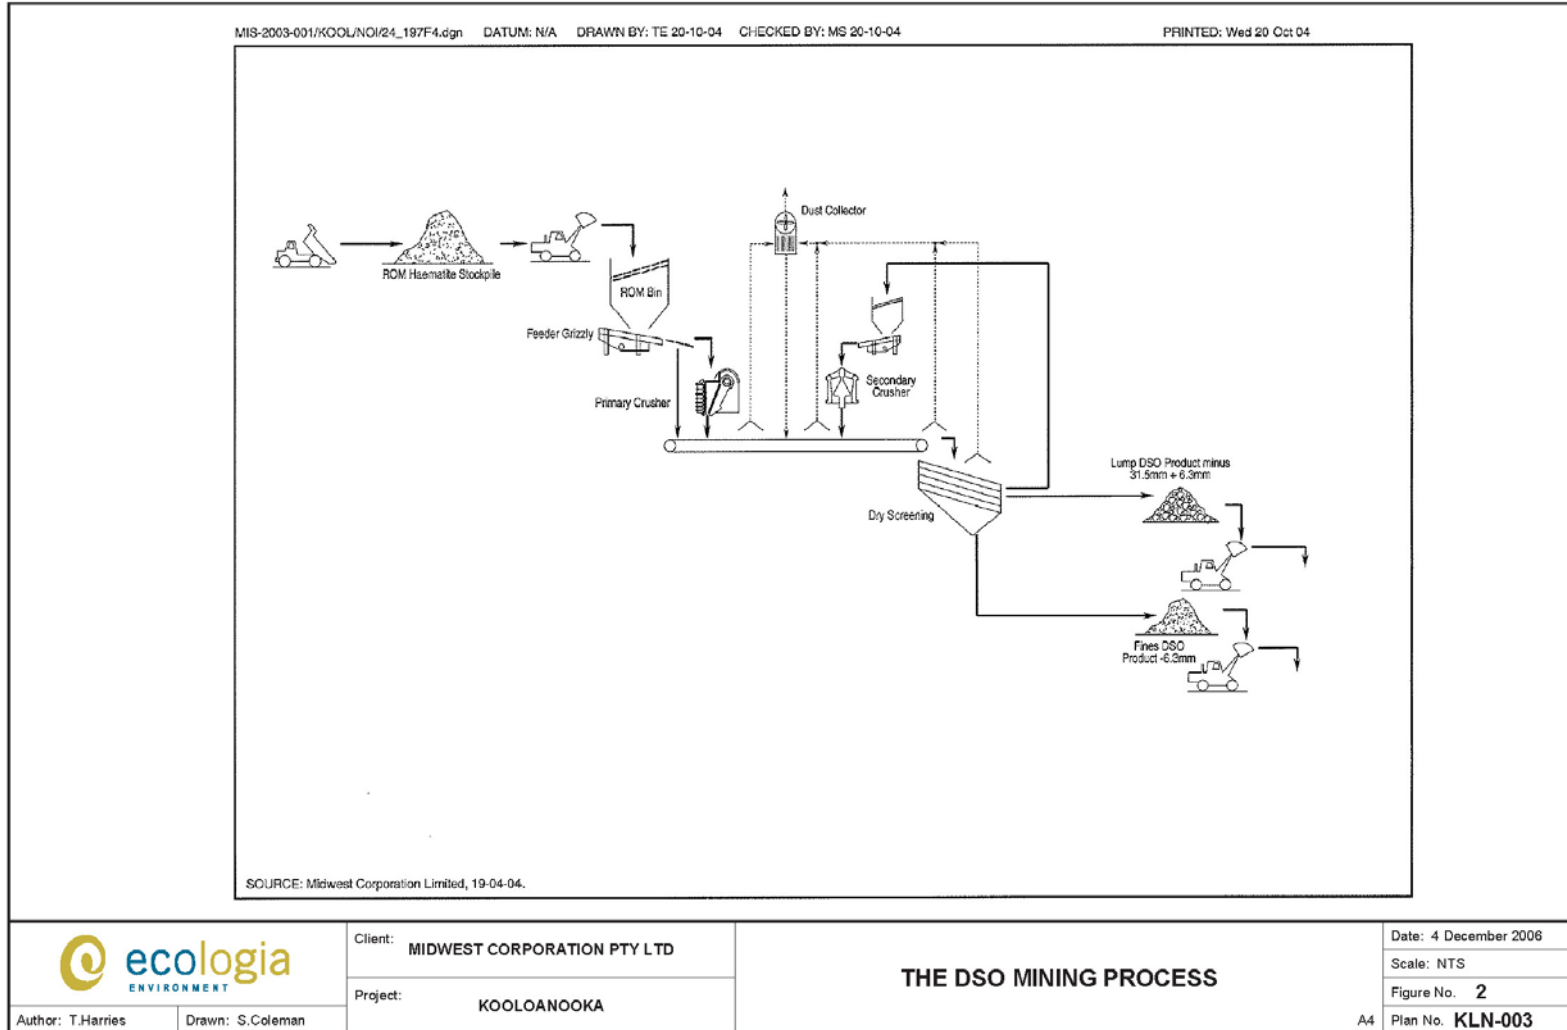 MIS-2003-001/KOOL/NOI/24_197F4.dgn DATUM: N/A DRAWN BY: TE 20-10-04 CHECKED BY: MS 20-10-04 PRINTED: Wed 20 Oct 04
Dust Collector
ROM Haematite Stockpile
ROM Bin
Feeder Grizzly
Primary Crusher
Secondary
Crusher
Lump DSO Product minus
31.5mm + 6.3mm
Dry Screening
Fines DSO
Product -6.3mm
SOURCE: Midwest Corporation Limited, 19-04-04.
ecologia
ENVIRONMENT
Author: T.Harries
Drawn: S.Coleman
Client: MIDWEST CORPORATION PTY LTD
Project: KOOLOANOOKA
THE DSO MINING PROCESS
A4
Date: 4 December 2006
Scale: NTS
Figure No. 2
Plan No. KLN-003